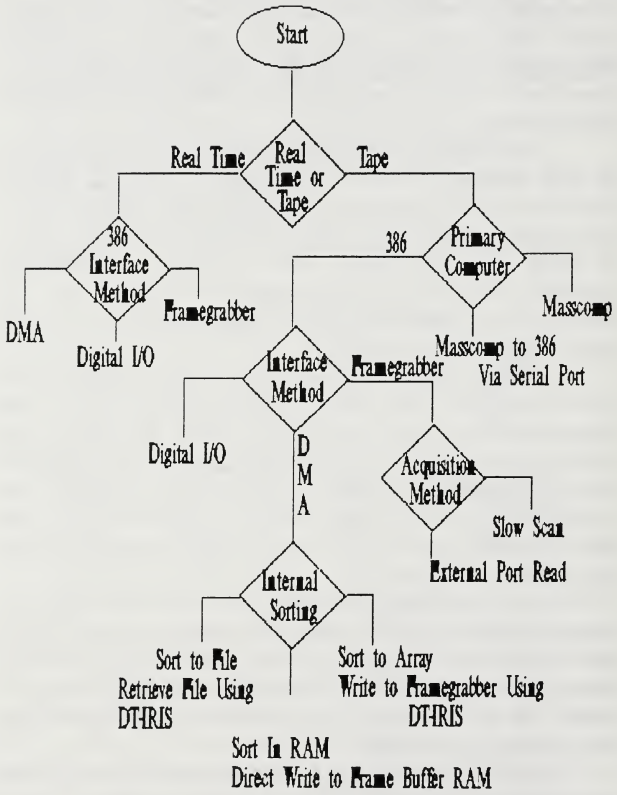 Start
Real Time
Real
Time or
Tape
Tape
386
Interface
Method
386
Primary
Computer
DMA
Digital I/O
Framegrabber
Masscomp
Masscomp to 386
Via Serial Port
Interface
Method
Framegrabber
Digital I/O
D
M
A
Acquisition
Method
Slow Scan
External Port Read
Internal
Sorting
Sort to File
Retrieve File Using
DT-IRIS
Sort to Array
Write to Framegrabber Using
DT-IRIS
Sort In RAM
Direct Write to Frame Buffer RAM